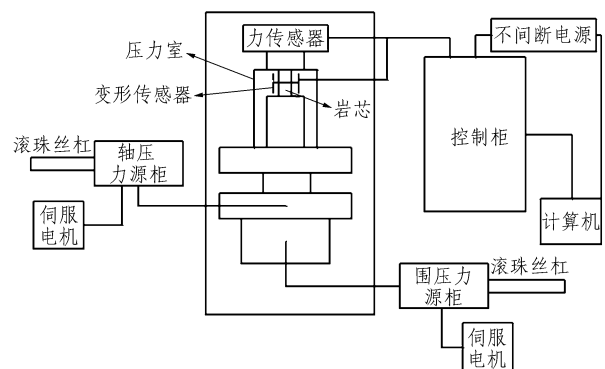 力传感器
不间断电源
压力室
变形传感器
岩芯
控制柜
滚珠丝杠
轴压
力源柜
伺服
电机
计算机
滚珠丝杠
围压力
源柜
伺服
电机